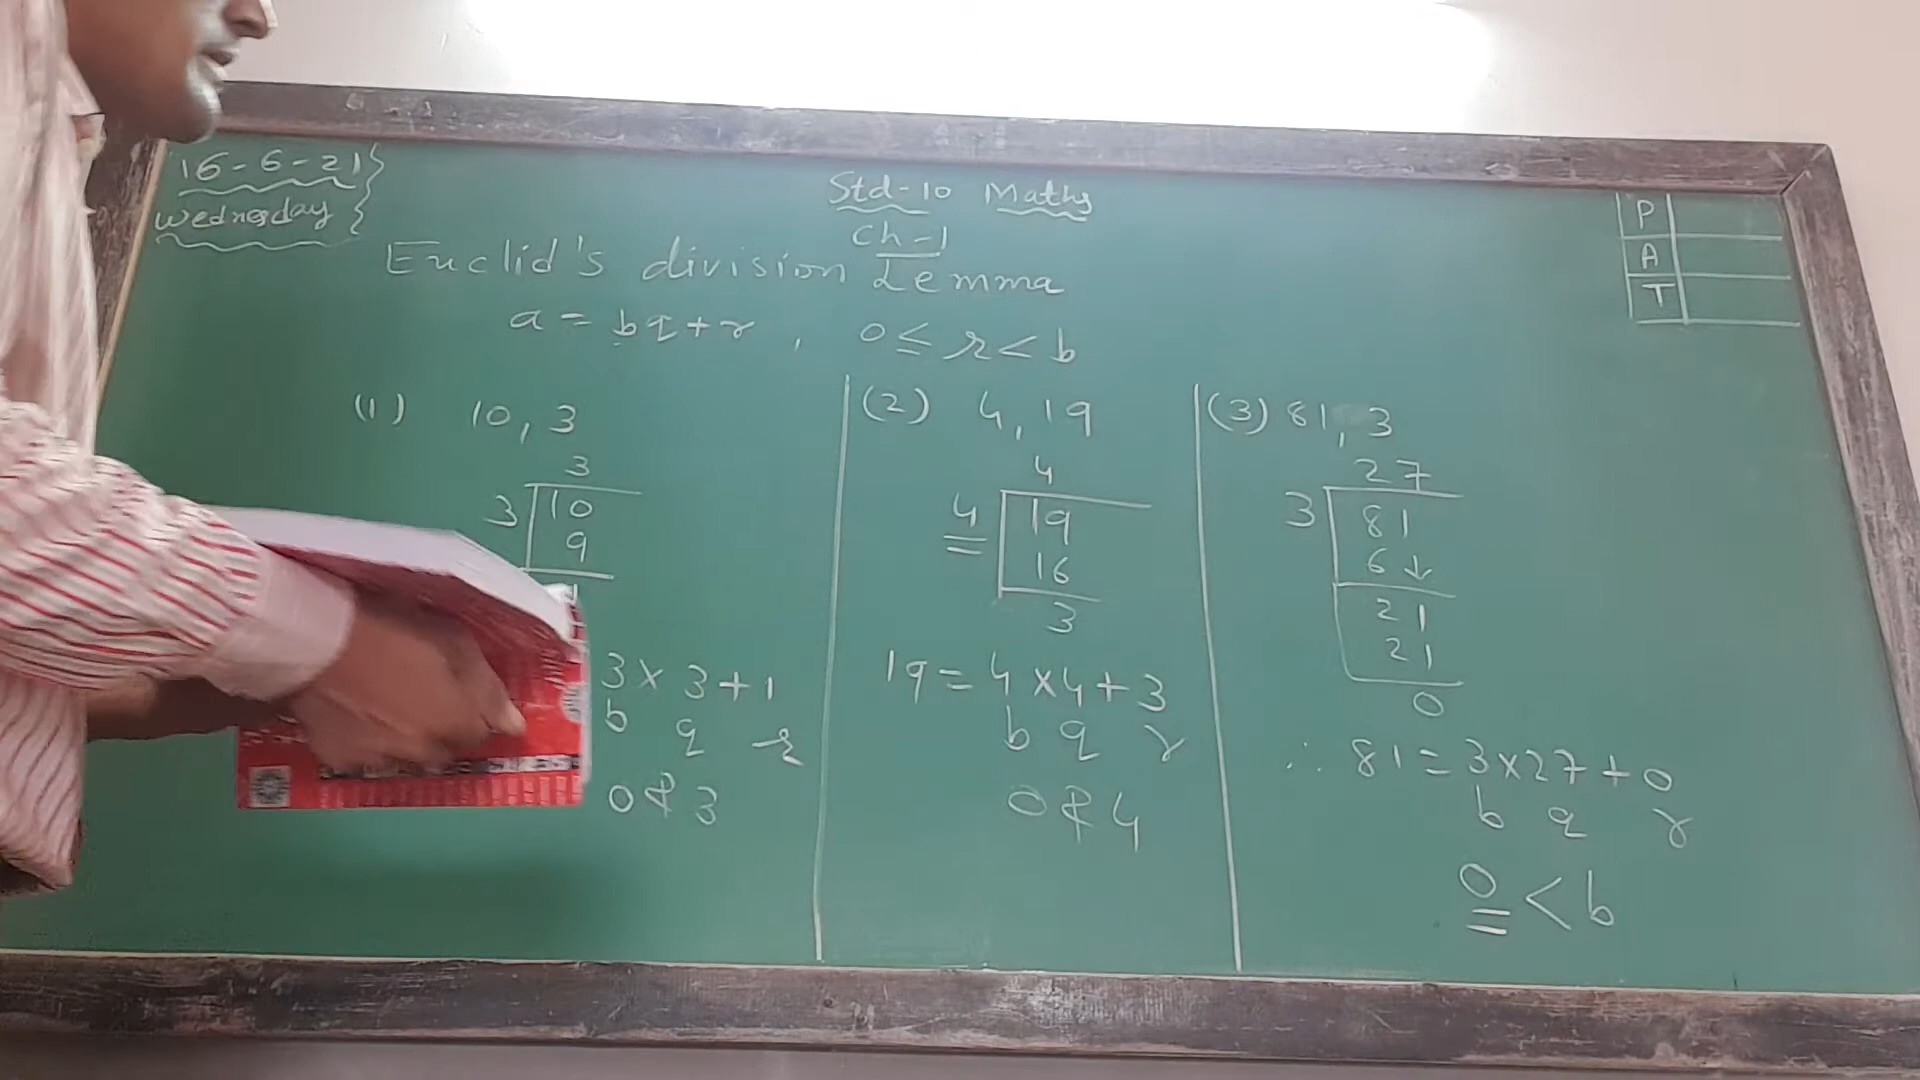 16-6-21
Wednesday
Std-10 Maths
Ch-1
Euclid's division Lemma
a = bq + r , 0 ≤ r < b
P
A
T
(1) 10, 3
3
3 10
9
1
3 × 3 + 1
b q r
0 3
(2) 4, 19
4
4 19
16
3
19 = 4 × 4 + 3
b q r
0 4
(3) 81, 3
27
3 81
6 ↓
21
21
0
∴ 81 = 3 × 27 + 0
b q r
0 < b